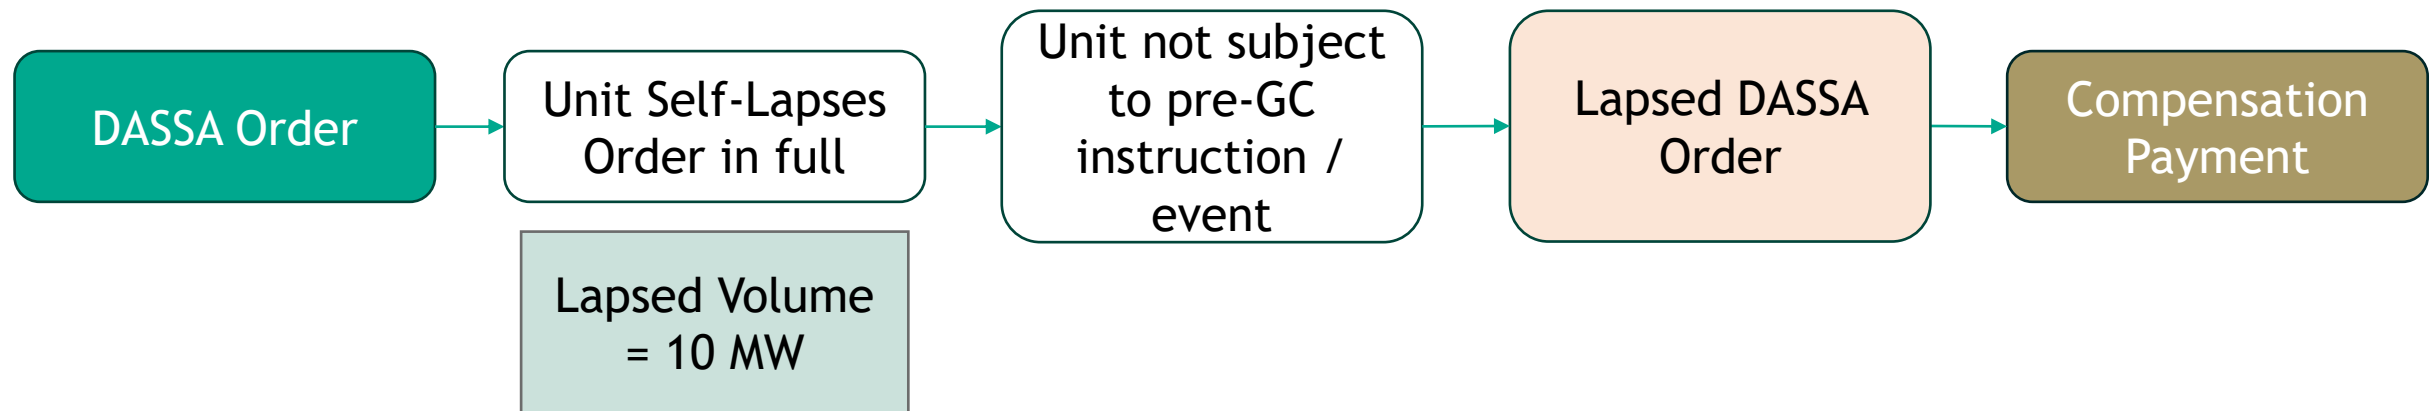 DASSA Order
Unit Self-Lapses
Order in full
Lapsed Volume
= 10 MW
Unit not subject
to pre-GC
instruction /
event
Lapsed DASSA
Order
Compensation
Payment